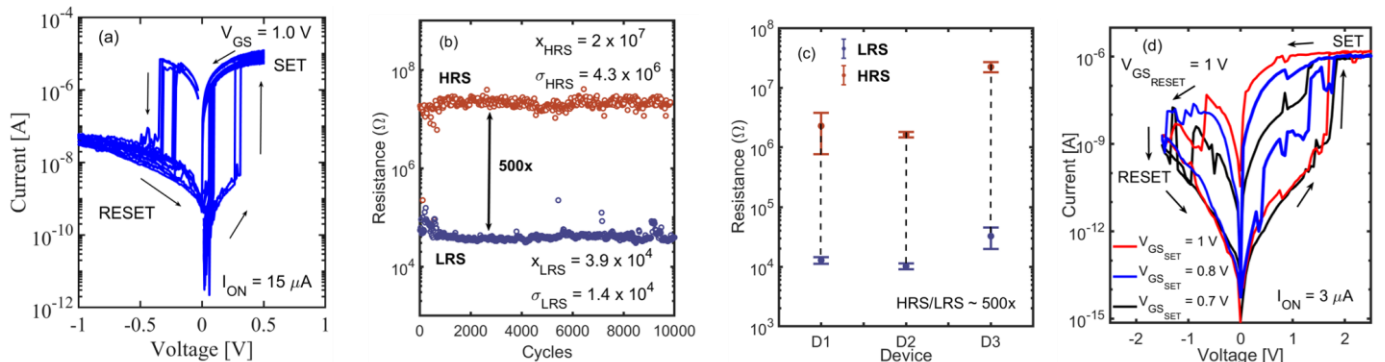 (a)
V_GS = 1.0 V
SET
RESET
I_ON = 15 μA
Current [A]
10^-4
10^-6
10^-8
10^-10
10^-12
-1
-0.5
0
0.5
1
Voltage [V]
(b)
x_HRS = 2 x 10^7
σ_HRS = 4.3 x 10^6
HRS
500x
LRS
x_LRS = 3.9 x 10^4
σ_LRS = 1.4 x 10^4
Resistance (Ω)
10^10
10^8
10^6
10^4
0
2000
4000
6000
8000
10000
Cycles
(c)
LRS
HRS
HRS/LRS ~ 500x
Resistance (Ω)
10^8
10^7
10^6
10^5
10^4
10^3
D1
D2
D3
Device
(d)
SET
V_GS_RESET = 1 V
RESET
V_GS_SET = 1 V
V_GS_SET = 0.8 V
V_GS_SET = 0.7 V
I_ON = 3 μA
Current [A]
10^-6
10^-9
10^-12
10^-15
-2
-1
0
1
2
Voltage [V]